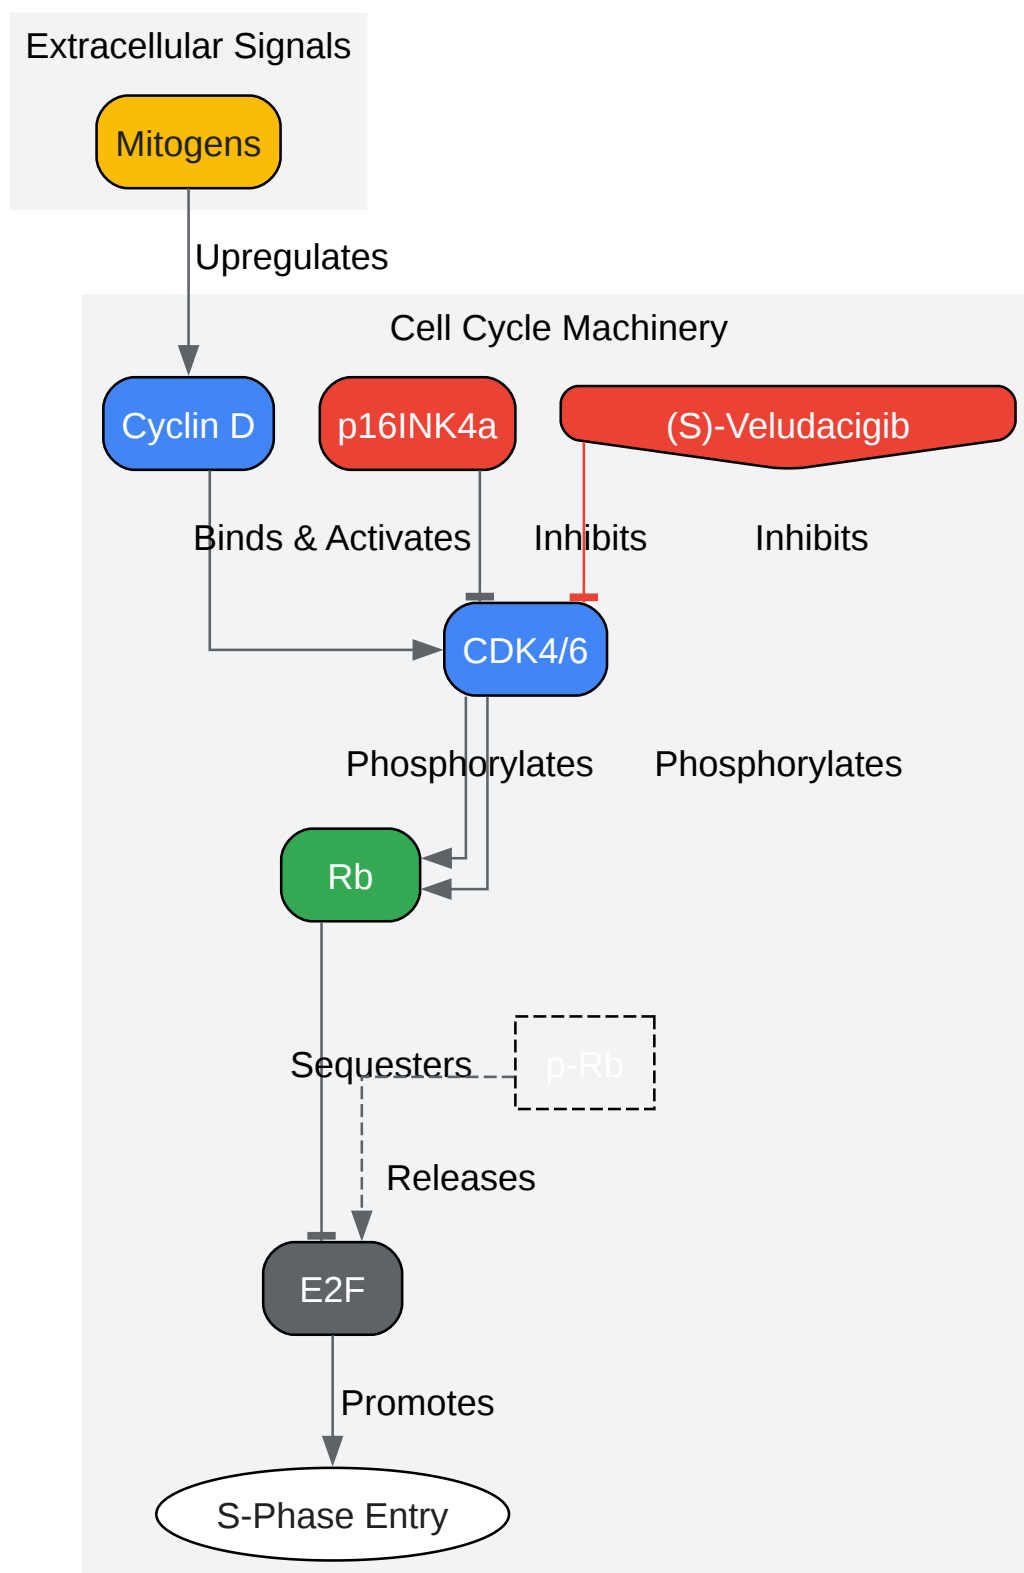 Extracellular Signals
Mitogens
Upregulates
Cell Cycle Machinery
Cyclin D
p16INK4a
(S)-Veludacigib
Binds & Activates
Inhibits
Inhibits
CDK4/6
Phosphorylates
Phosphorylates
Rb
Sequesters
p-Rb
Releases
E2F
Promotes
S-Phase Entry